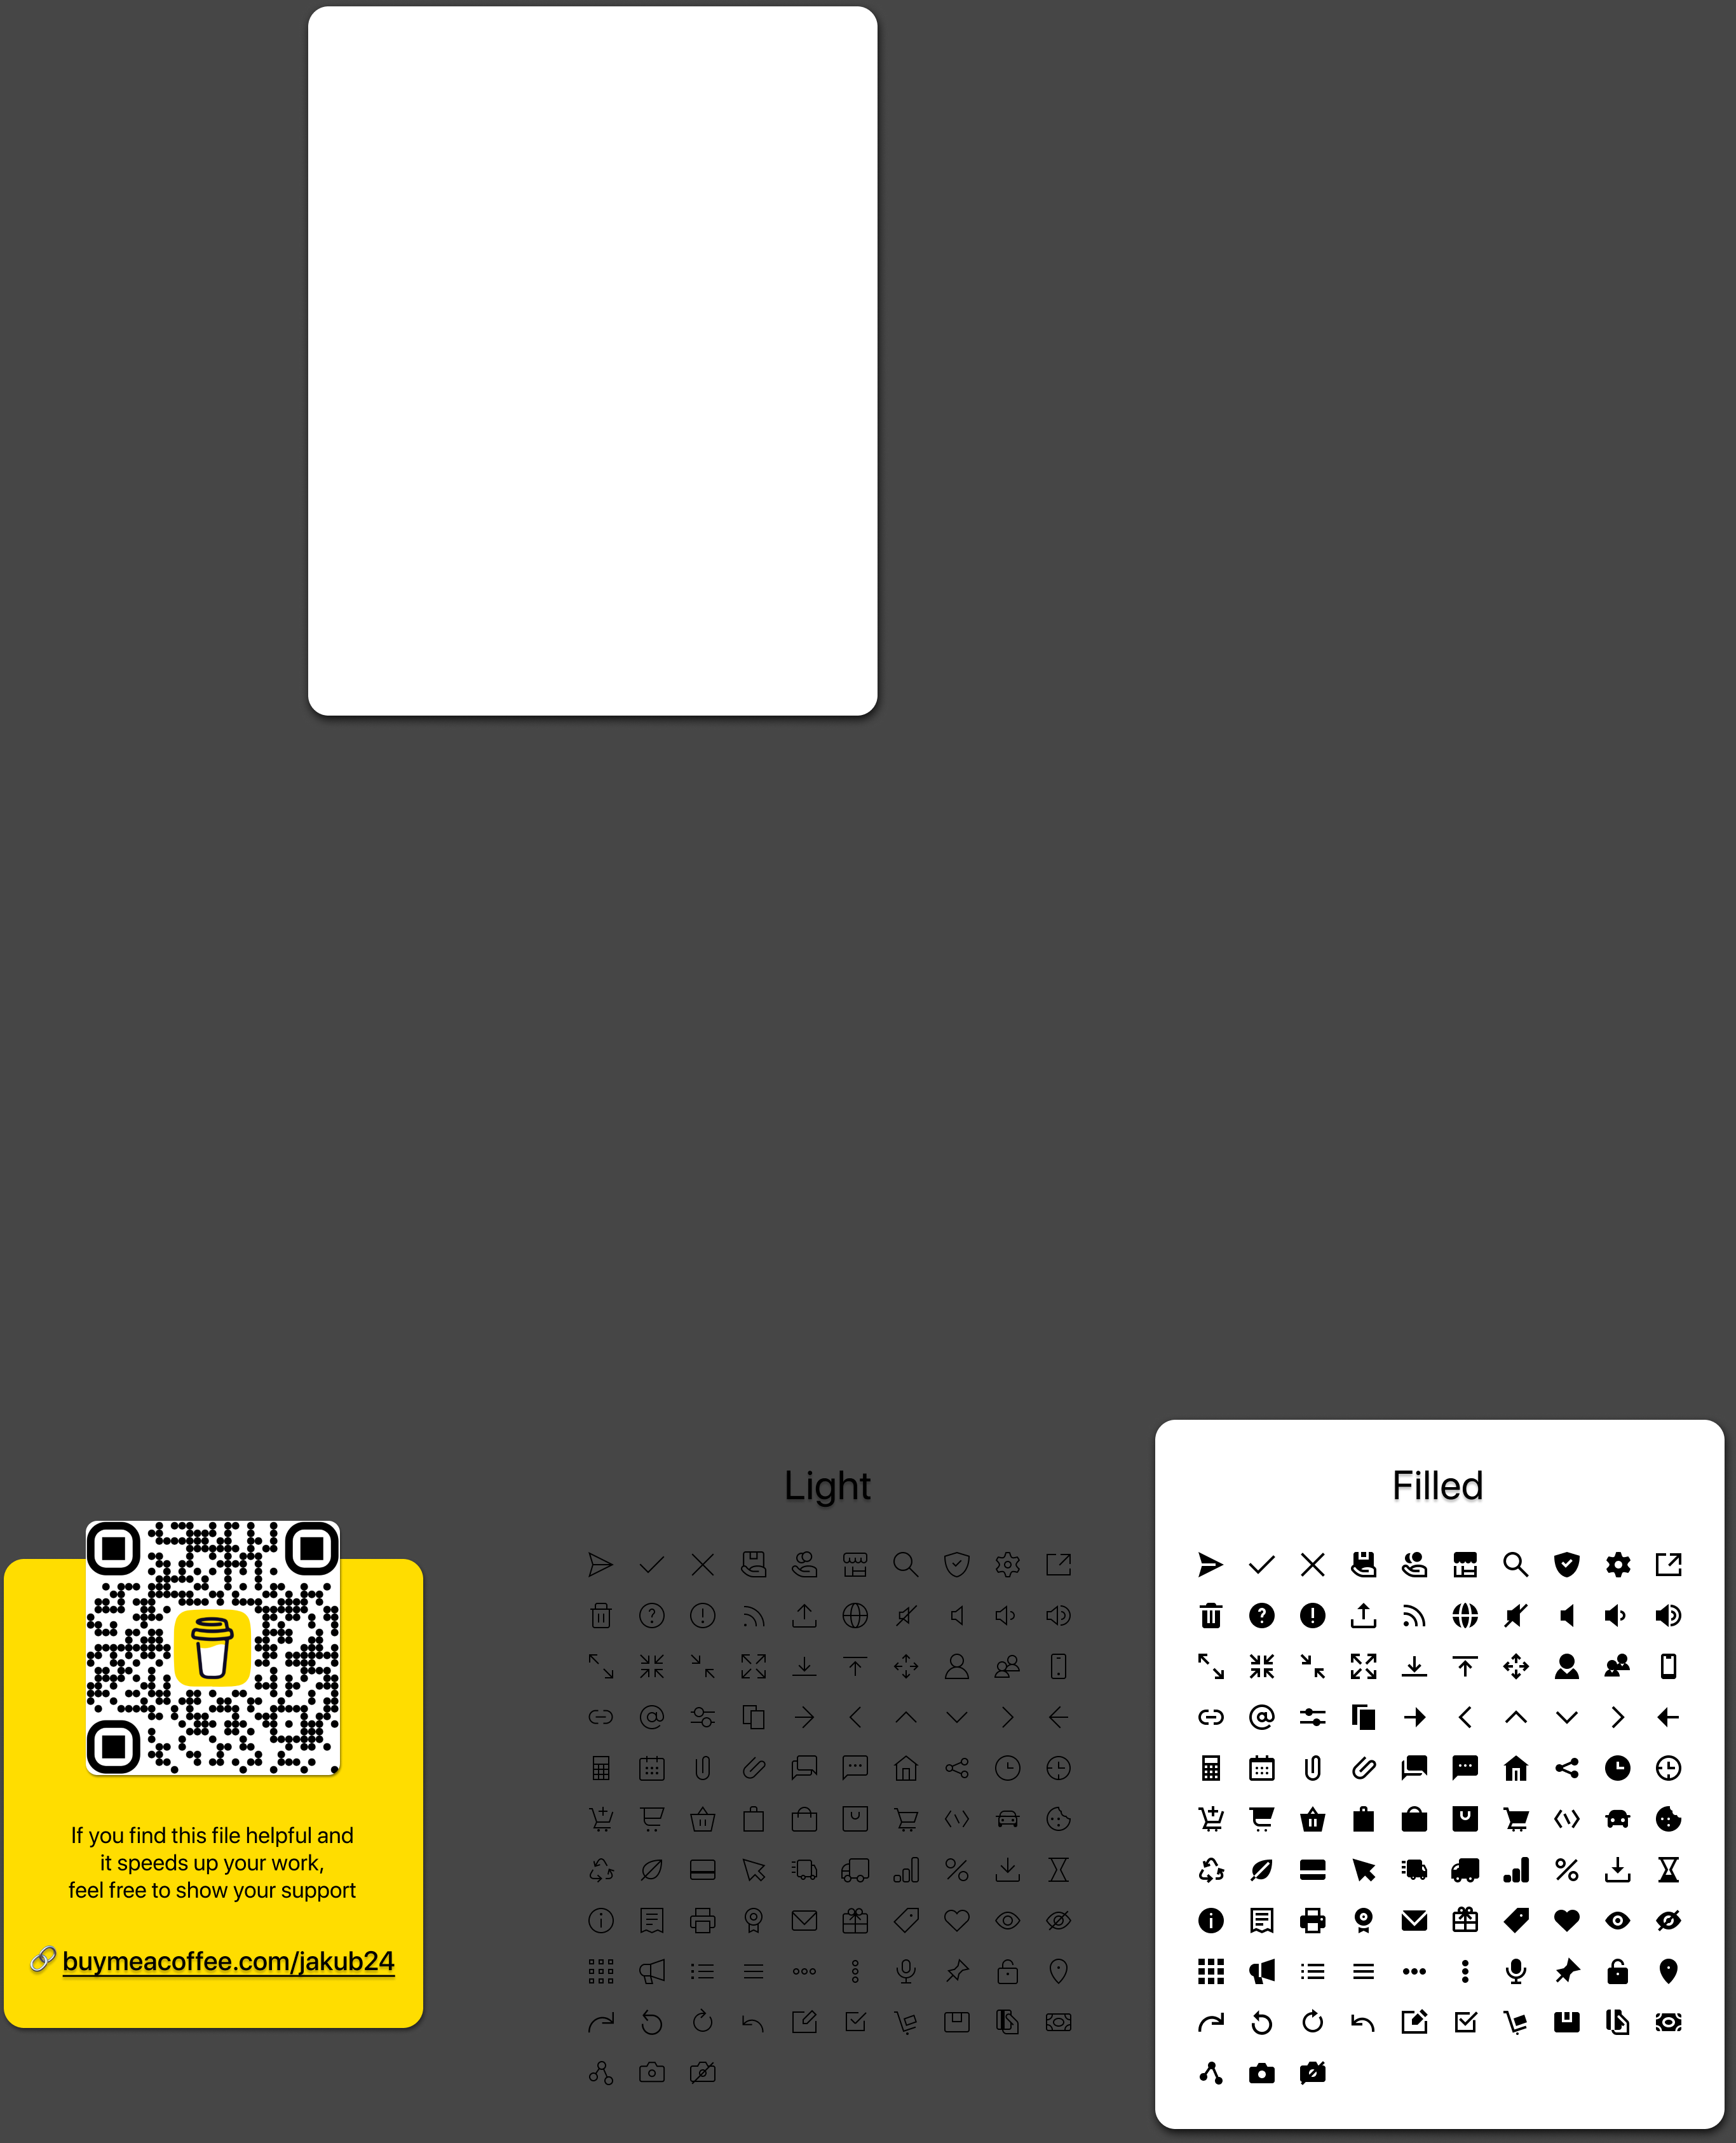 Light
Filled
If you find this file helpful and
it speeds up your work,
feel free to show your support
🔗 buymeacoffee.com/jakub24